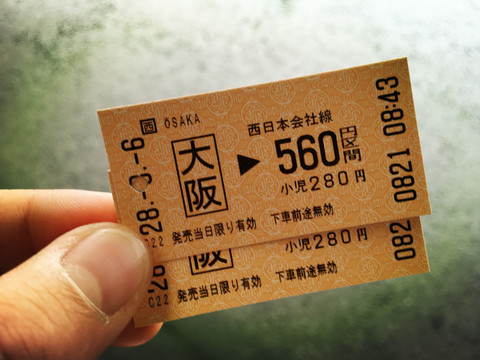 西 OSAKA
28.-3.-6
大阪
西日本会社線
▶ 560円区間
小児280円
C22 発売当日限り有効 下車前途無効
0821 08:43
小児280円
C22 発売当日限り有効 下車前途無効